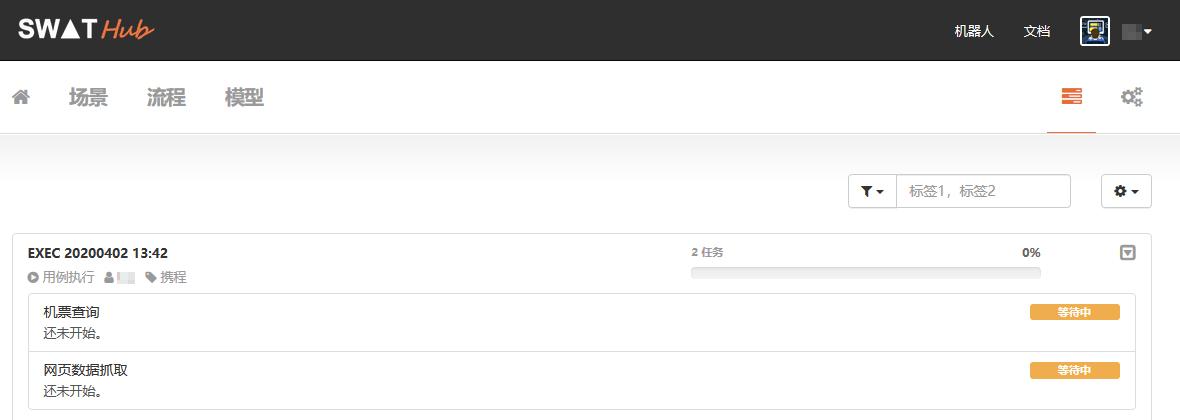 SWAT Hub 机器人 文档
场景 流程 模型
标签1，标签2
EXEC 20200402 13:42 2 任务 0%
用例执行 携程
机票查询 等待中
还未开始。
网页数据抓取 等待中
还未开始。